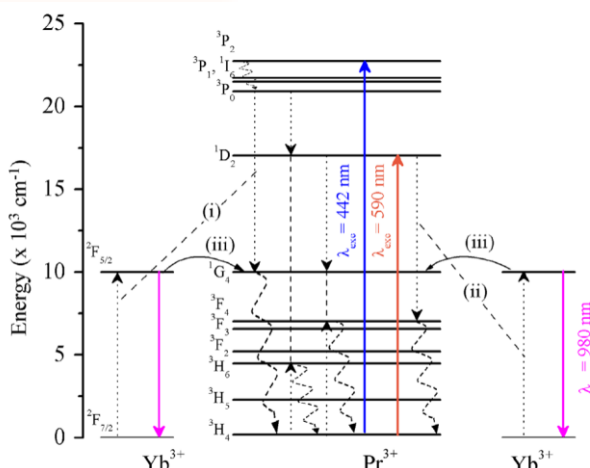 Energy (x 10³ cm⁻¹)
25
20
15
10
5
0
³P₂
³P₁, ¹I₆
³P₀
¹D₂
(i)
λexc = 442 nm
λexc = 590 nm
²F₅/₂
(iii)
¹G₄
(iii)
(ii)
³F₄
³F₃
³F₂
³H₆
³H₅
³H₄
²F₇/₂
λ = 980 nm
Yb³⁺
Pr³⁺
Yb³⁺